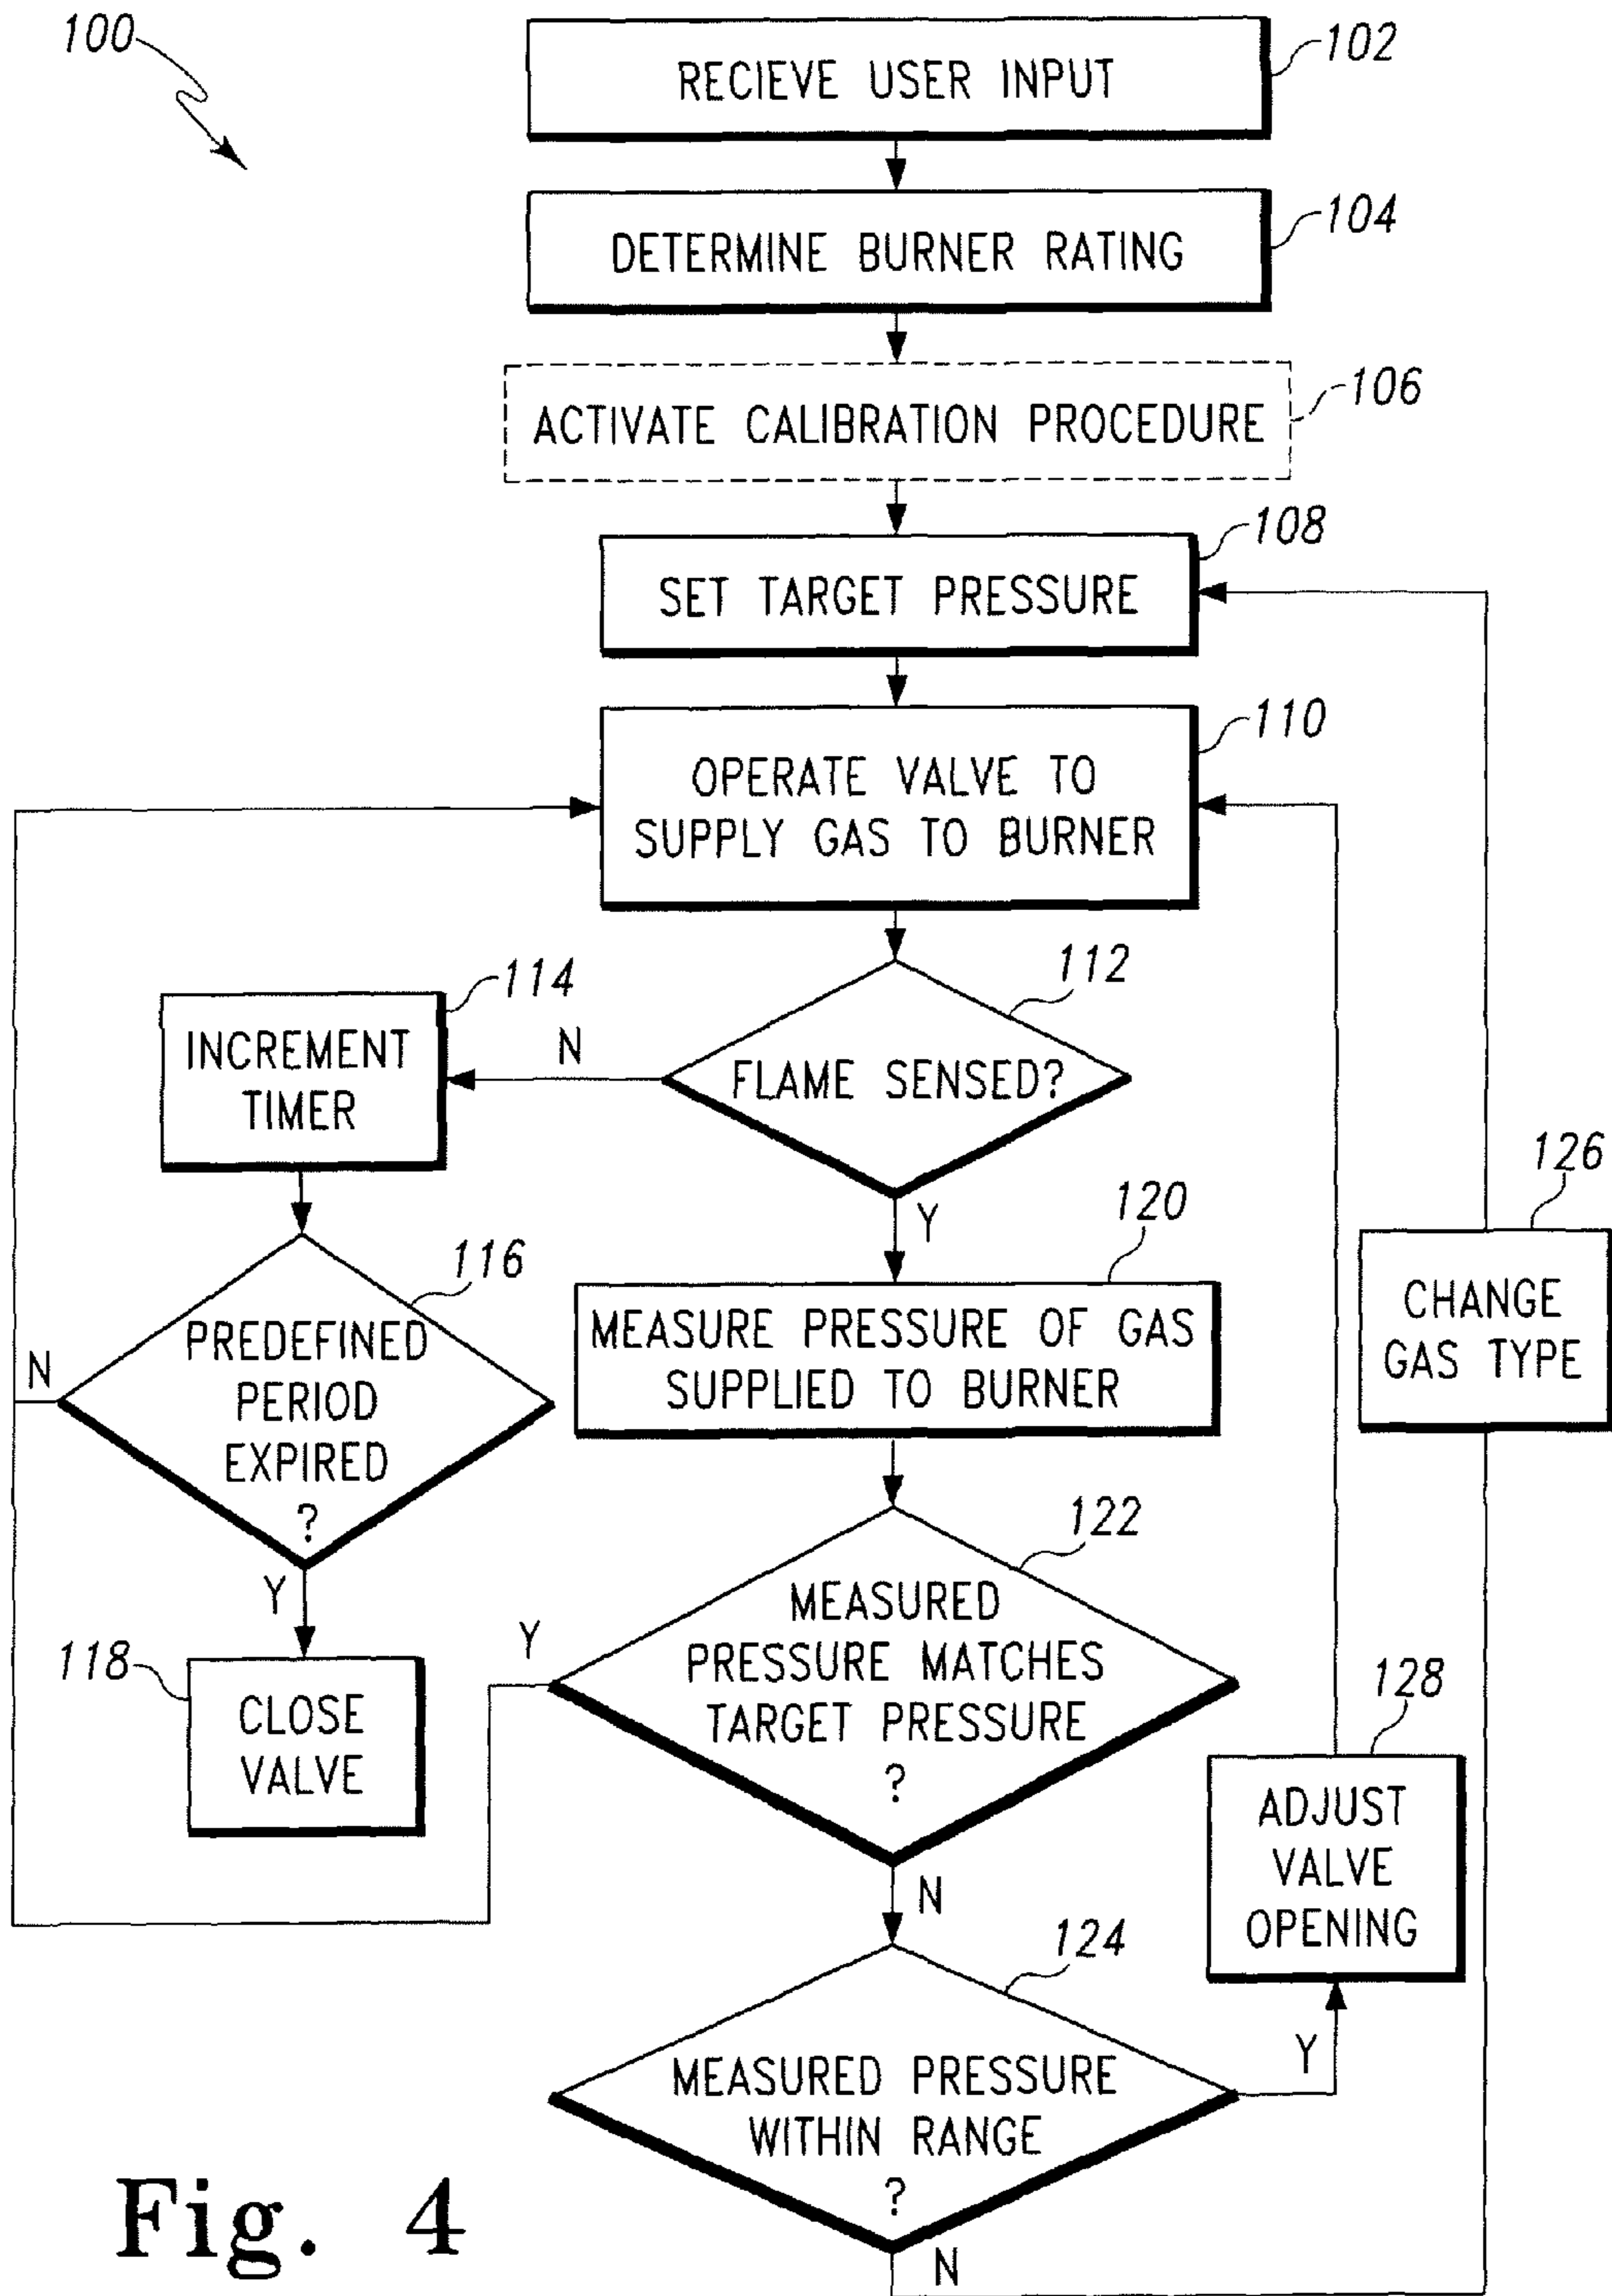 100
RECIEVE USER INPUT
102
DETERMINE BURNER RATING
104
ACTIVATE CALIBRATION PROCEDURE
106
SET TARGET PRESSURE
108
OPERATE VALVE TO
SUPPLY GAS TO BURNER
110
FLAME SENSED?
112
N
Y
INCREMENT
TIMER
114
PREDEFINED
PERIOD
EXPIRED
?
116
N
Y
CLOSE
VALVE
118
MEASURE PRESSURE OF GAS
SUPPLIED TO BURNER
120
MEASURED
PRESSURE MATCHES
TARGET PRESSURE
?
122
Y
N
MEASURED PRESSURE
WITHIN RANGE
?
124
Y
N
CHANGE
GAS TYPE
126
ADJUST
VALVE
OPENING
128
Fig. 4